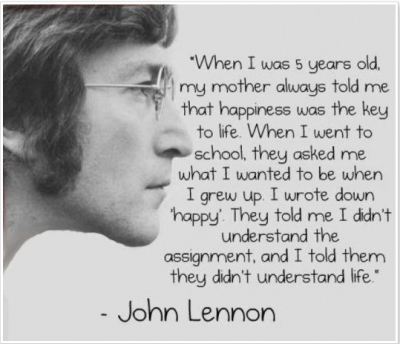 "When I was 5 years old,
my mother always told me
that happiness was the key
to life. When I went to
school, they asked me
what I wanted to be when
I grew up. I wrote down
'happy'. They told me I didn't
understand the
assignment, and I told them
they didn't understand life."
- John Lennon